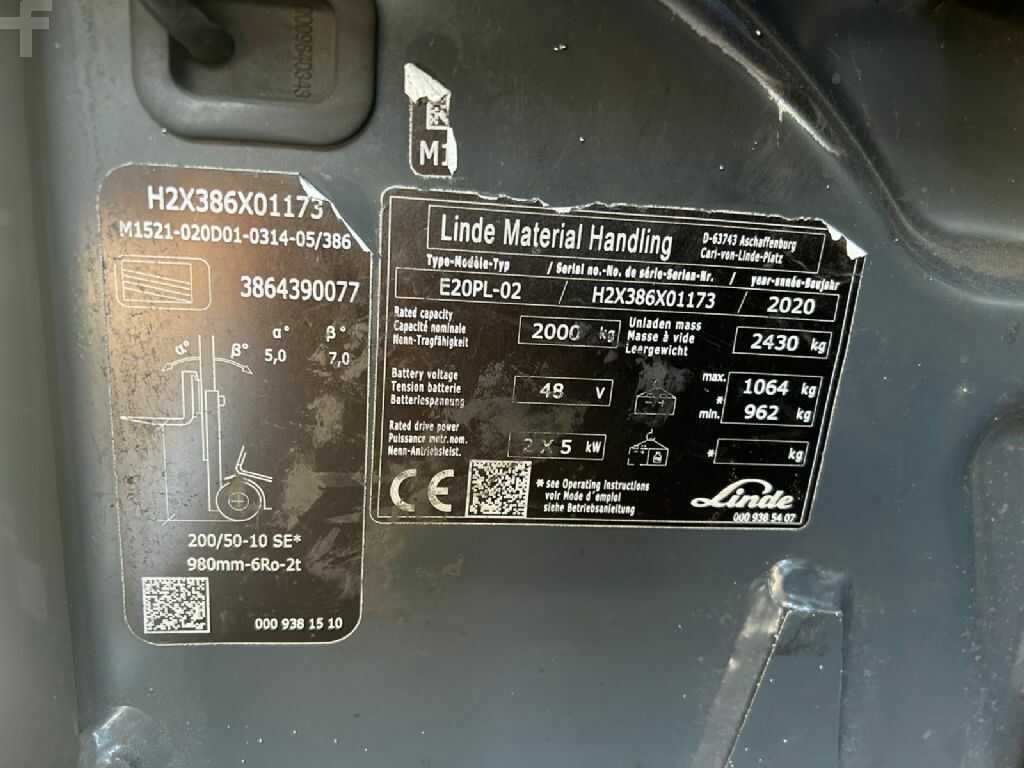 M1
H2X386X01173
M1521-020D01-0314-05/386
3864390077
α° β°
5,0 7,0
α° β°
200/50-10 SE*
980mm-6Ro-2t
000 938 15 10
Linde Material Handling
D-63743 Aschaffenburg
Carl-von-Linde-Platz
Type-Modèle-Typ / Serial no.-No. de série-Serien-Nr. / year-année-Baujahr
E20PL-02 / H2X386X01173 / 2020
Rated capacity
Capacité nominale
Nenn-Tragfähigkeit
2000 kg
Unladen mass
Masse à vide
Leergewicht
2430 kg
Battery voltage
Tension batterie
Batteriespannung
48 V
max. 1064 kg
*
min. 962 kg
Rated drive power
Puissance motr.nom.
Nenn-Antriebsleist.
2 X 5 kW
* kg
CE
* see Operating Instructions
voir Mode d'emploi
siehe Betriebsanleitung
Linde
000 938 54 07